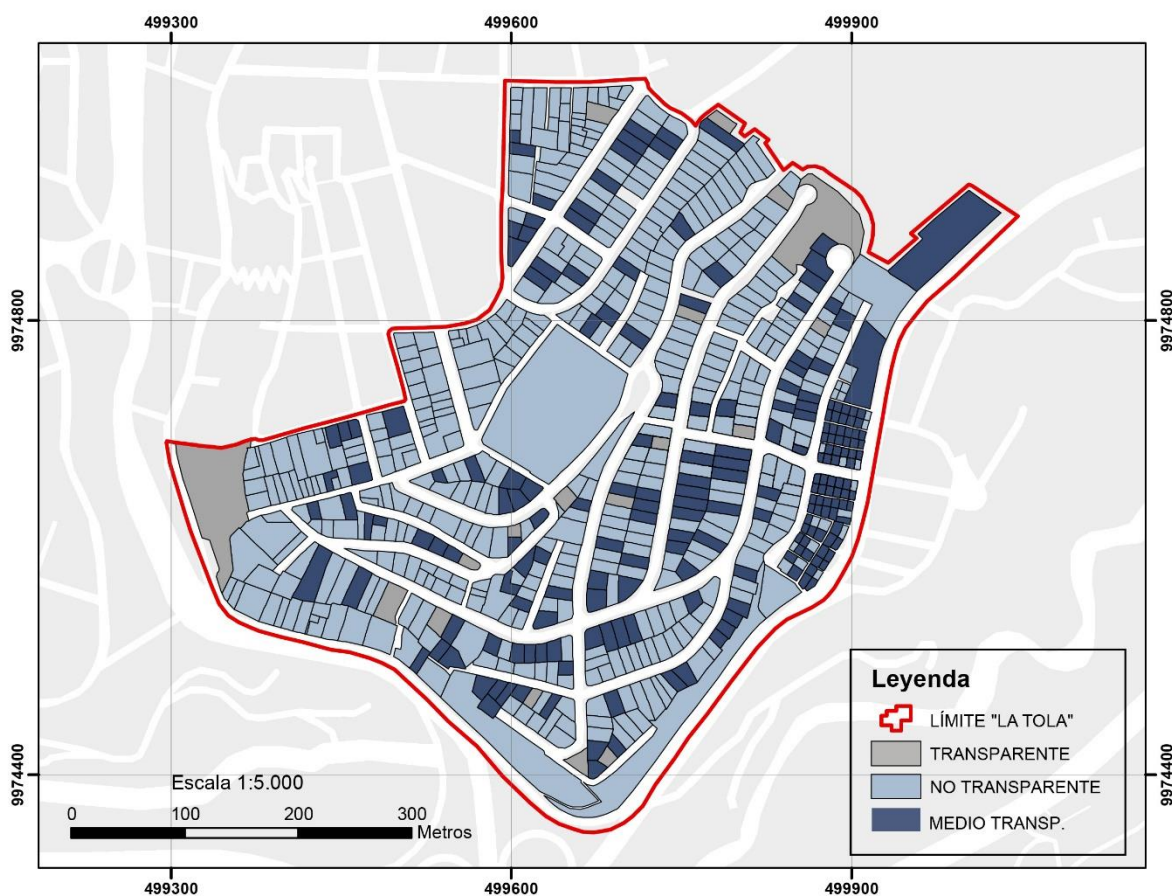 499300 499600 499900
9974800 9974800
Leyenda
LÍMITE "LA TOLA"
TRANSPARENTE
NO TRANSPARENTE
MEDIO TRANSP.
9974400 9974400
Escala 1:5.000
0 100 200 300 Metros
499300 499600 499900